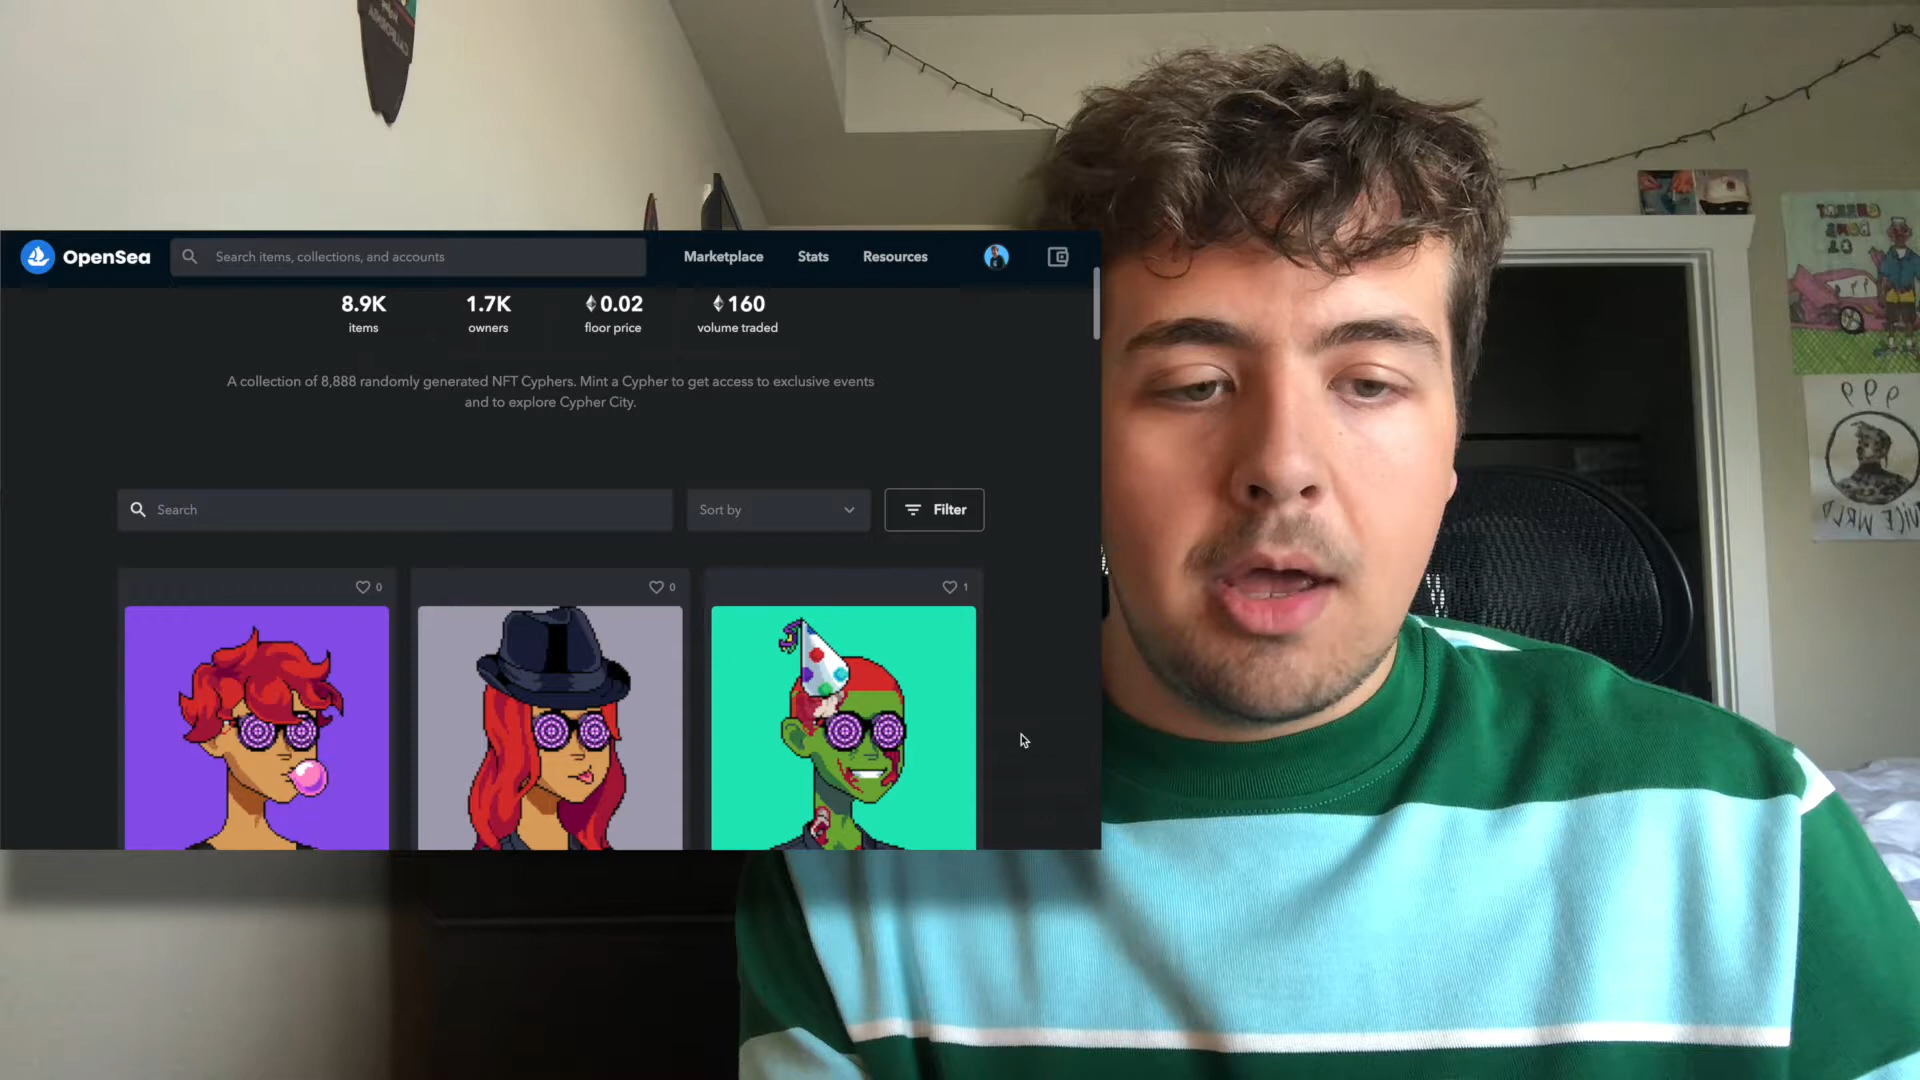 OpenSea
Search items, collections, and accounts
Marketplace
Stats
Resources
8.9K
1.7K
0.02
160
items
owners
floor price
volume traded
A collection of 8,888 randomly generated NFT Cyphers. Mint a Cypher to get access to exclusive events
and to explore Cypher City.
Search
Sort by
Filter
0
0
1
999